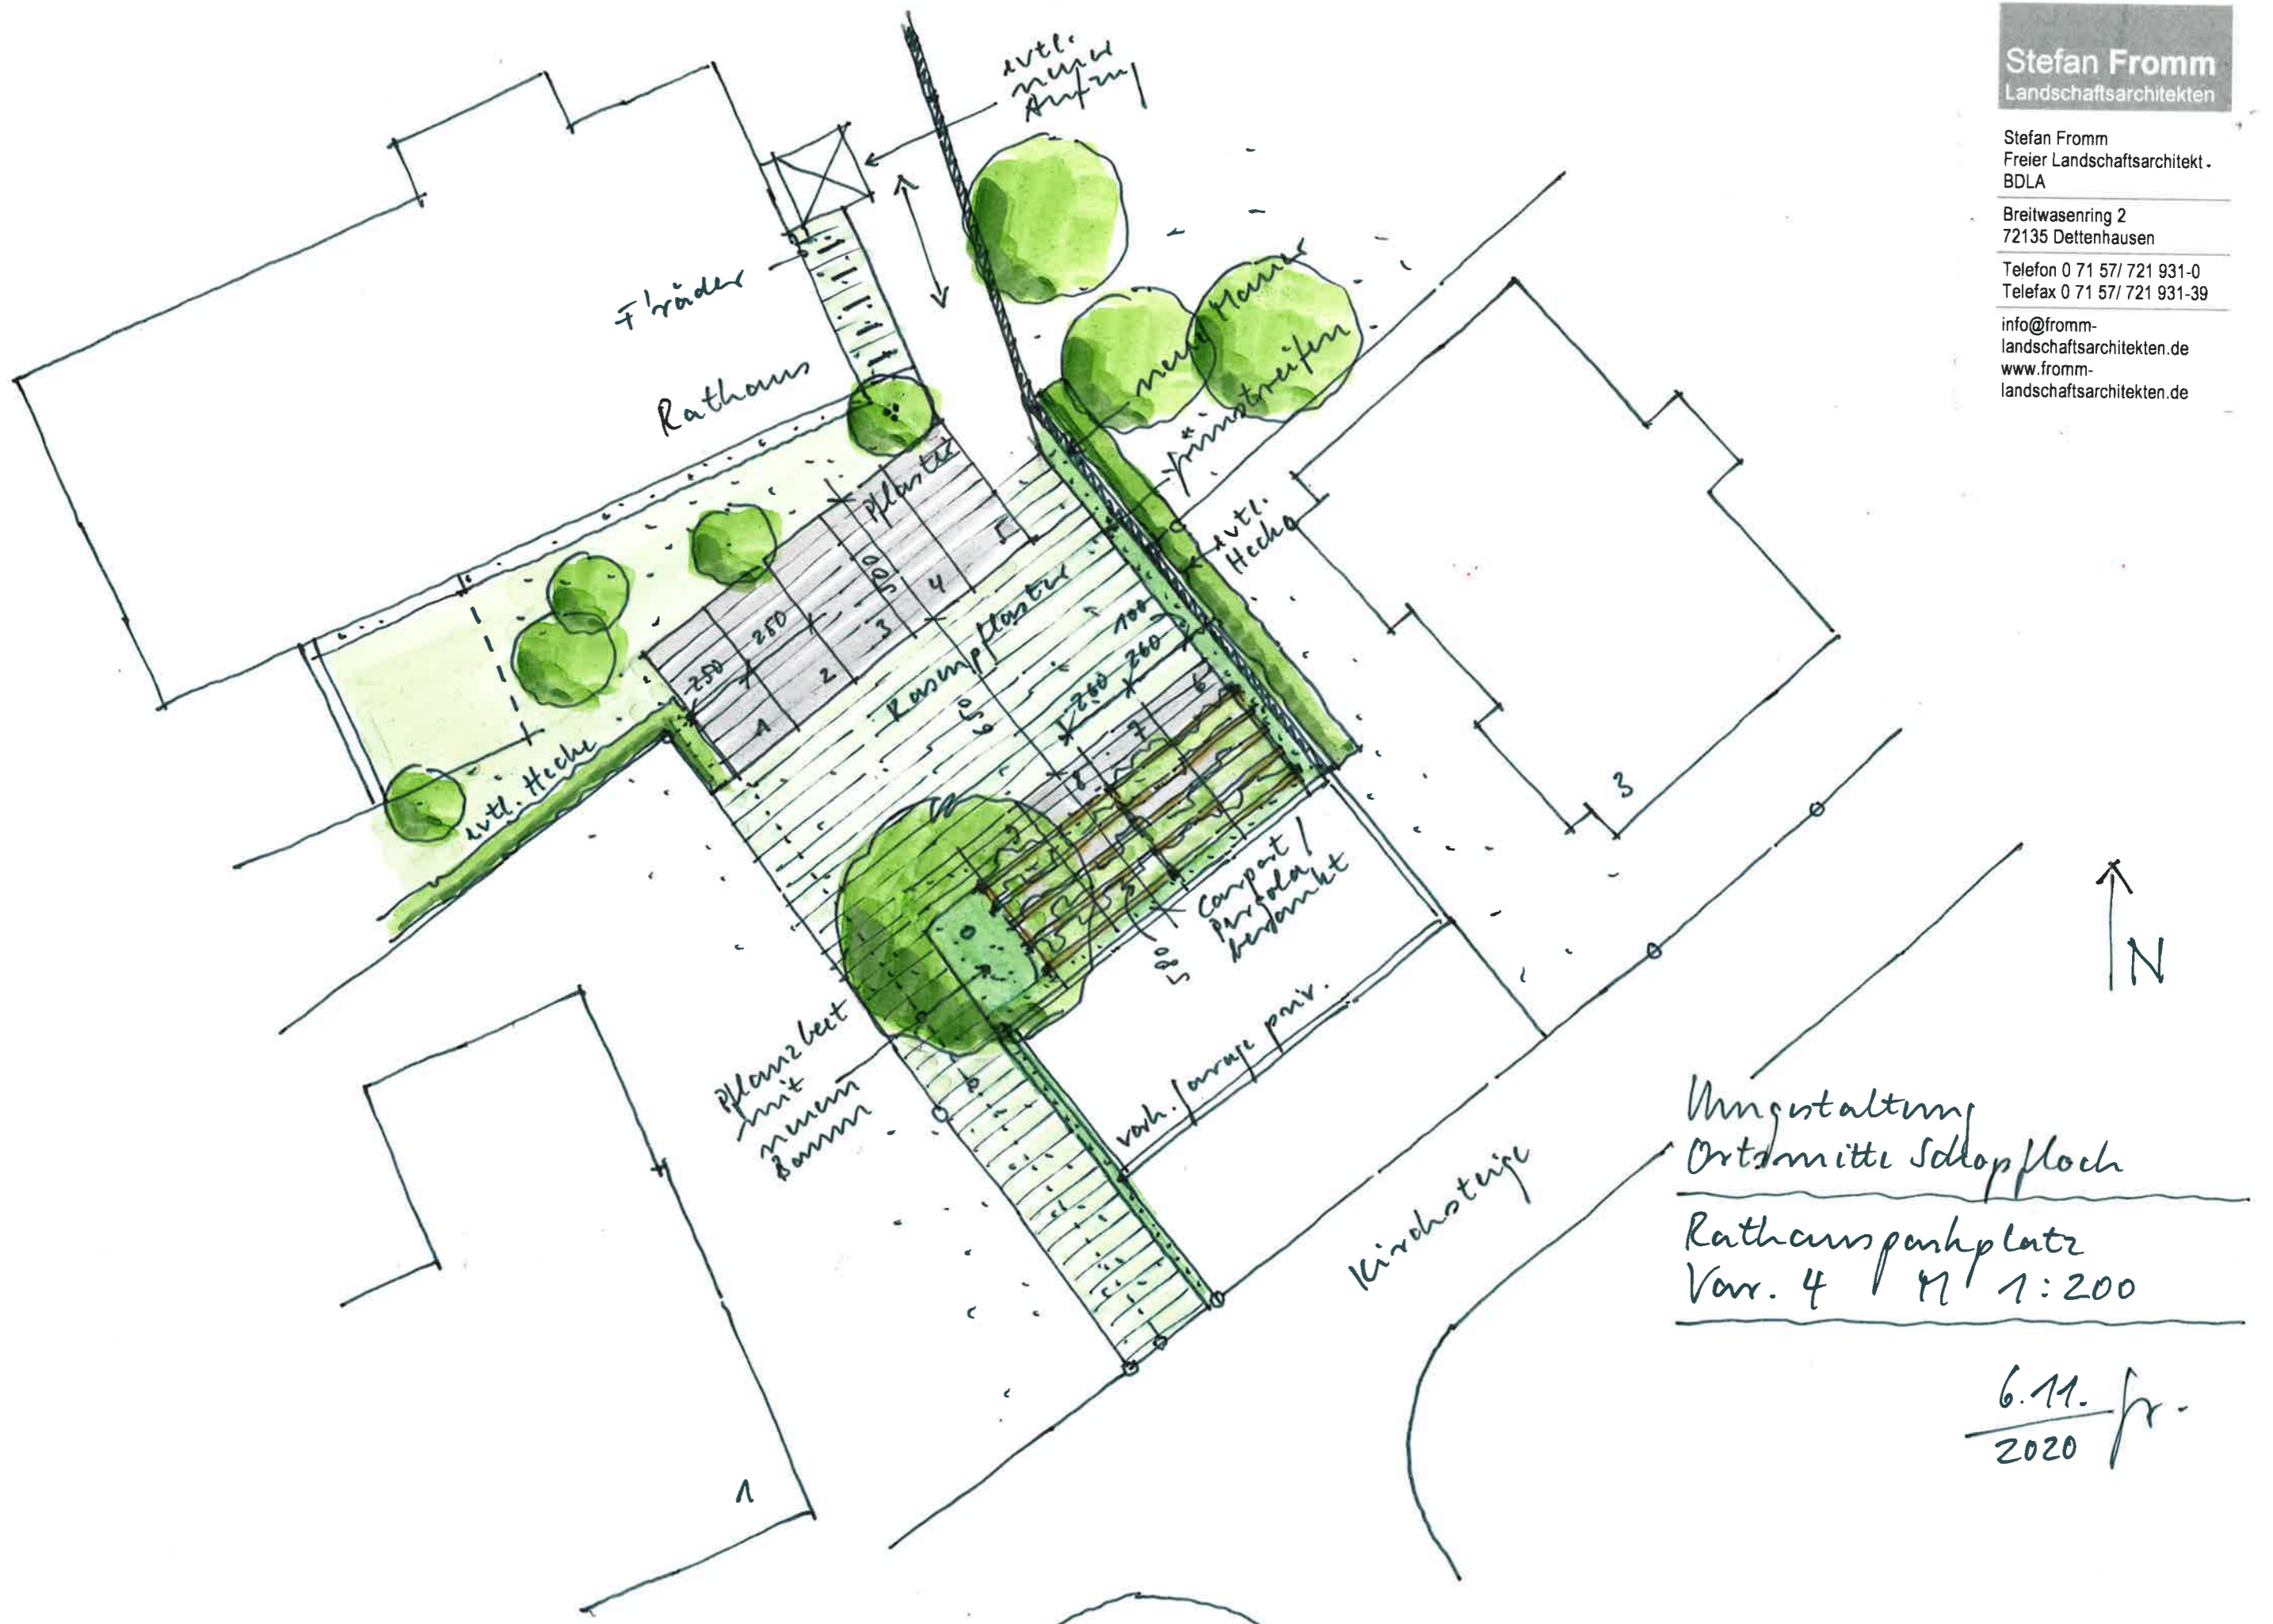 Stefan Fromm
Landschaftsarchitekten
Stefan Fromm
Freier Landschaftsarchitekt
BDLA
Breitwasenring 2
72135 Dettenhausen
Telefon 0 71 57/ 721 931-0
Telefax 0 71 57/ 721 931-39
info@fromm-
landschaftsarchitekten.de
www.fromm-
landschaftsarchitekten.de
evtl.
neuer
Aufzug
F'räder
Rathaus
neue Mauer
Grünstreifen
evtl.
Hecke
Pflaster
500
5
4
3
2
1
250
250
Rasenpflaster
650
100
260
260
6
7
8
evtl. Hecke
Carport /
Pergola
berankt
500
3
vorh. Garage priv.
Pflanzbeet
mit
neuem
Baum
Kirchsteige
1
N
Umgestaltung
Ortsmitte Schopfloch
Rathausparkplatz
Var. 4 M 1:200
6.11.
2020
fr.